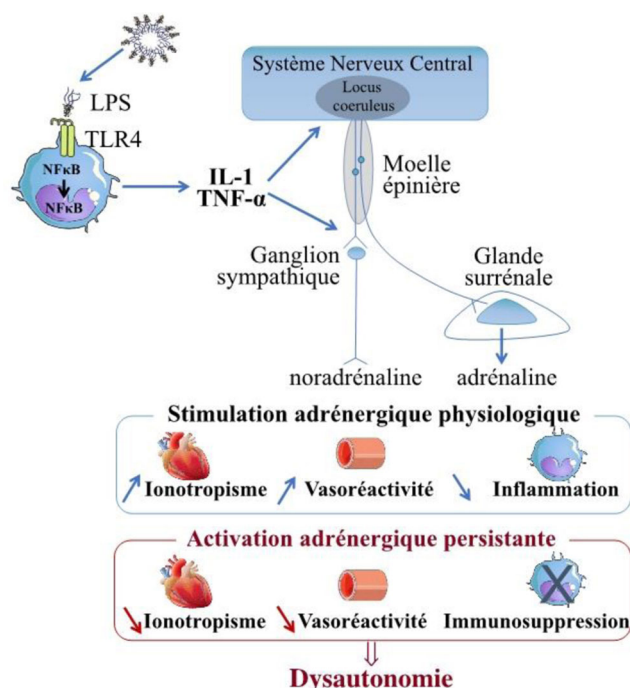 Système Nerveux Central
Locus
coeruleus
LPS
TLR4
NFκB
NFκB
IL-1
TNF-α
Moelle
épinière
Ganglion
sympathique
Glande
surrénale
noradrénaline
adrénaline
Stimulation adrénergique physiologique
Ionotropisme
Vasoréactivité
Inflammation
Activation adrénergique persistante
Ionotropisme
Vasoréactivité
Immunosuppression
Dysautonomie